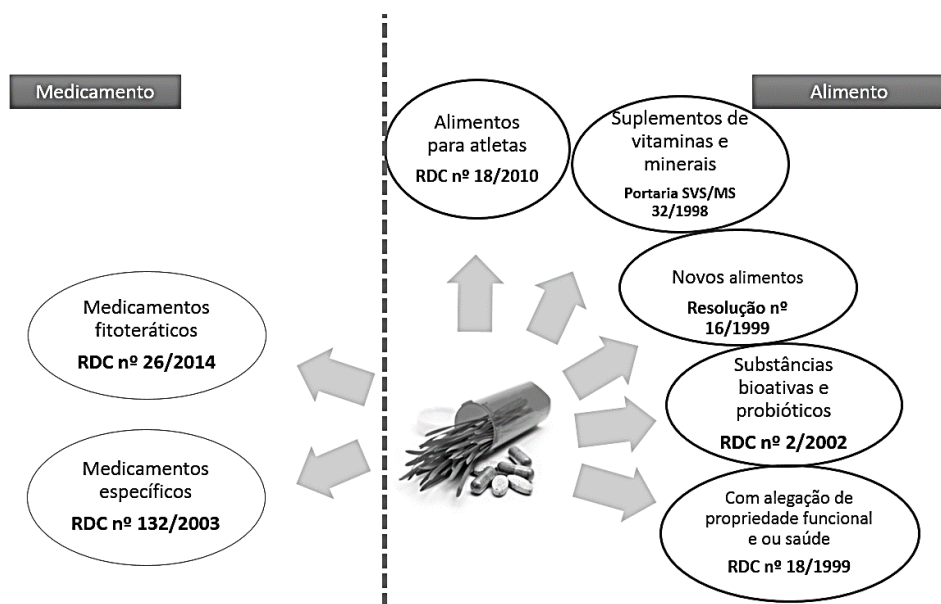 Medicamento
Alimento
Alimentos
para atletas
RDC nº 18/2010
Suplementos de
vitaminas e
minerais
Portaria SVS/MS
32/1998
Novos alimentos
Resolução nº
16/1999
Medicamentos
fitoteráticos
RDC nº 26/2014
Substâncias
bioativas e
probióticos
RDC nº 2/2002
Medicamentos
específicos
RDC nº 132/2003
Com alegação de
propriedade funcional
e ou saúde
RDC nº 18/1999